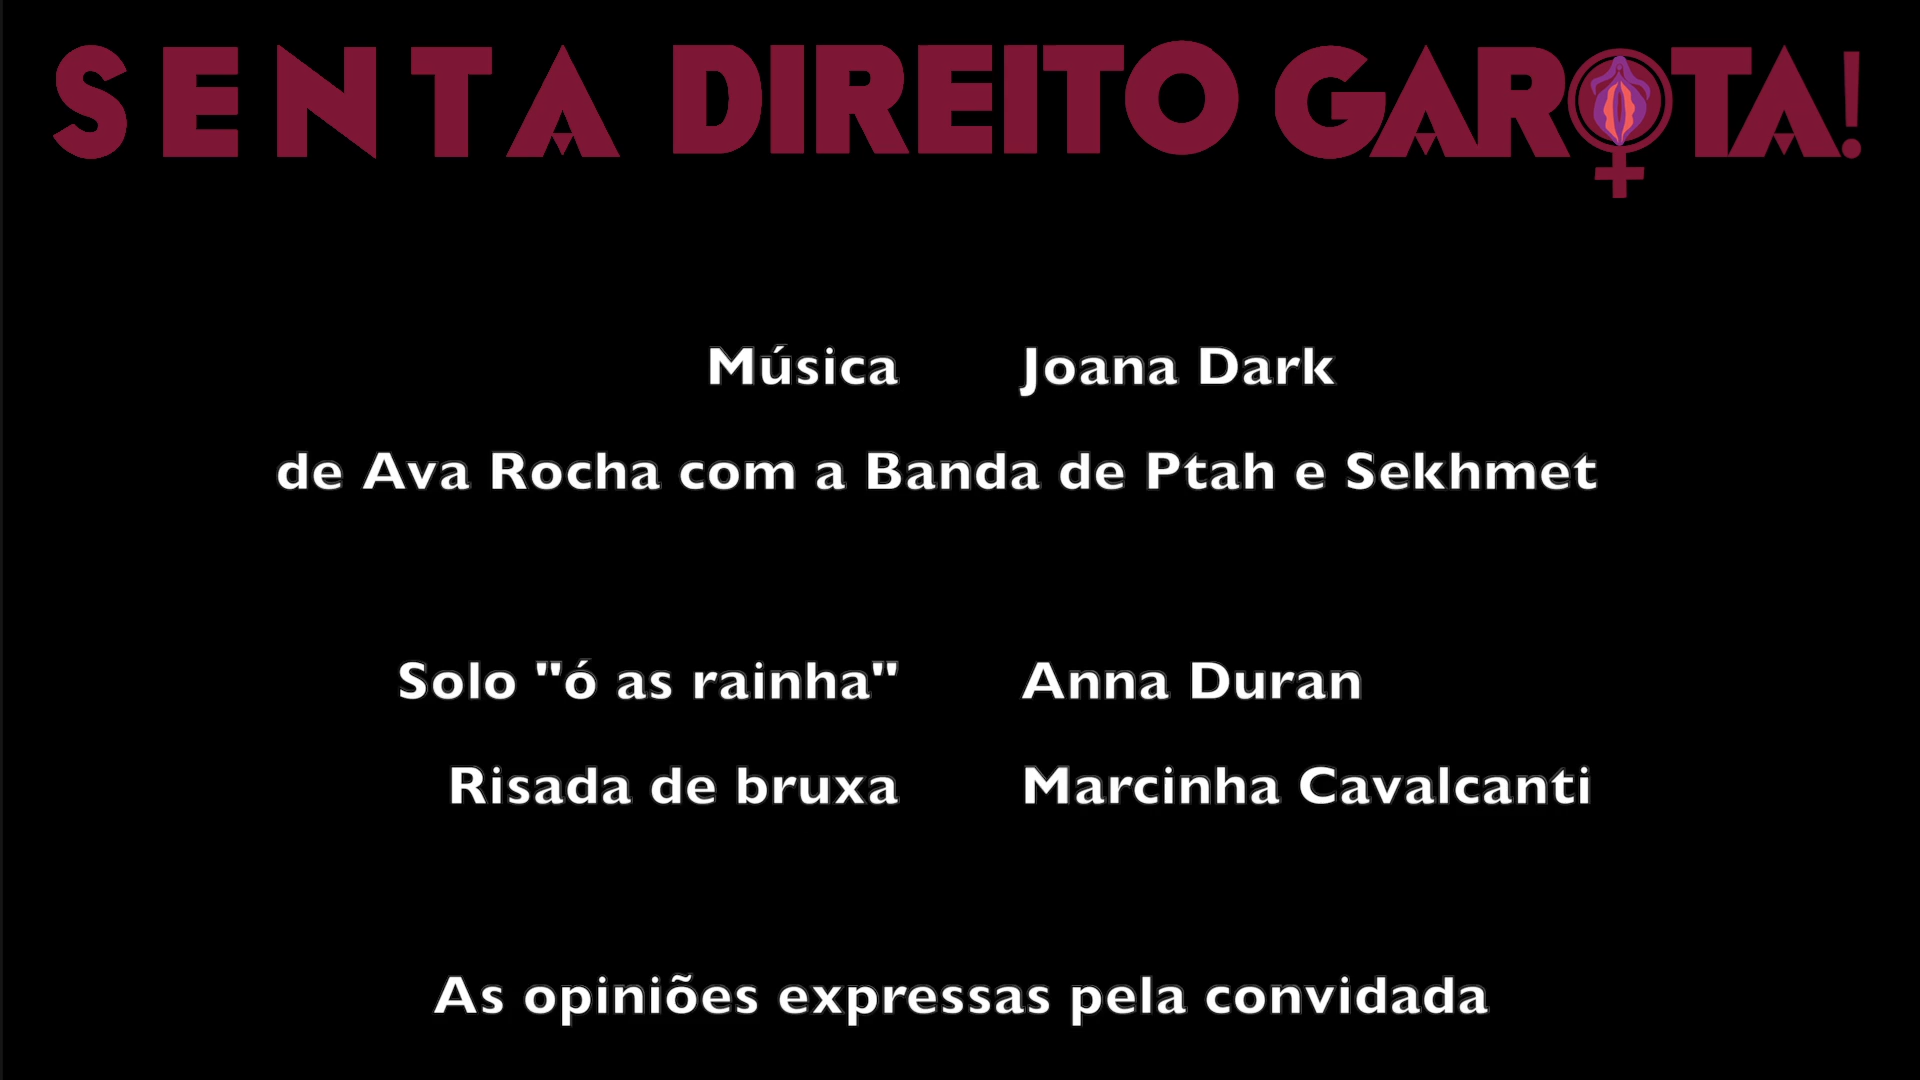 SENTA DIREITO GAROTA!
Música Joana Dark
de Ava Rocha com a Banda de Ptah e Sekhmet
Solo "ó as rainha" Anna Duran
Risada de bruxa Marcinha Cavalcanti
As opiniões expressas pela convidada